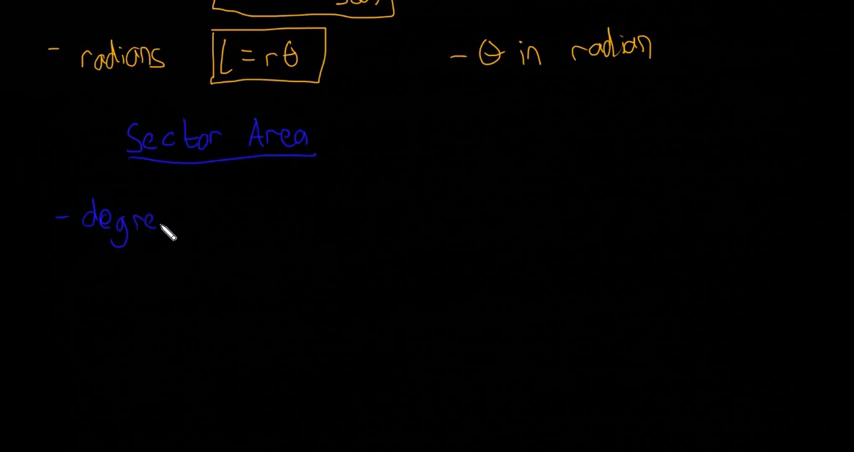 - radians L = rθ - θ in radian
Sector Area
- degre